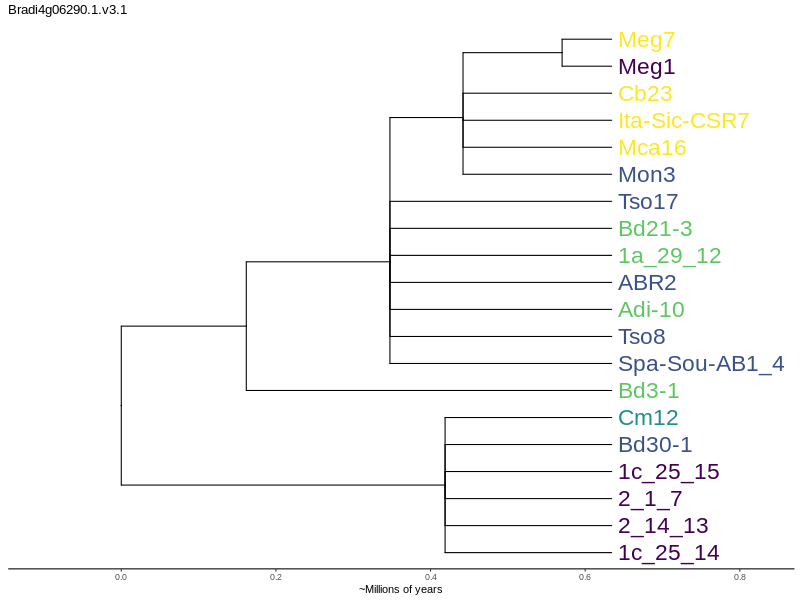 Bradi4g06290.1.v3.1
Meg7
Meg1
Cb23
Ita-Sic-CSR7
Mca16
Mon3
Tso17
Bd21-3
1a_29_12
ABR2
Adi-10
Tso8
Spa-Sou-AB1_4
Bd3-1
Cm12
Bd30-1
1c_25_15
2_1_7
2_14_13
1c_25_14
0.0 0.2 0.4 0.6 0.8
~Millions of years